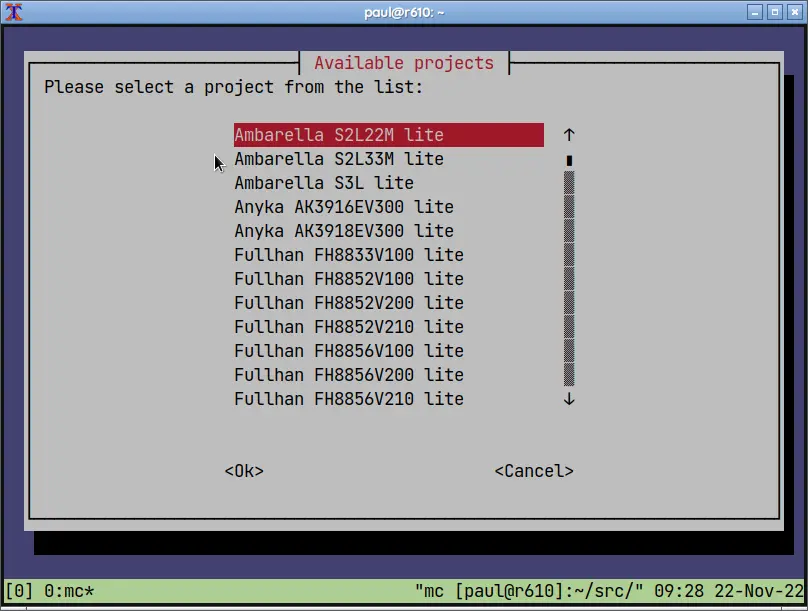 paul@r610: ~
Available projects
Please select a project from the list:
Ambarella S2L22M lite
Ambarella S2L33M lite
Ambarella S3L lite
Anyka AK3916EV300 lite
Anyka AK3918EV300 lite
Fullhan FH8833V100 lite
Fullhan FH8852V100 lite
Fullhan FH8852V200 lite
Fullhan FH8852V210 lite
Fullhan FH8856V100 lite
Fullhan FH8856V200 lite
Fullhan FH8856V210 lite
<Ok> <Cancel>
[0] 0:mc* "mc [paul@r610]:~/src/" 09:28 22-Nov-22